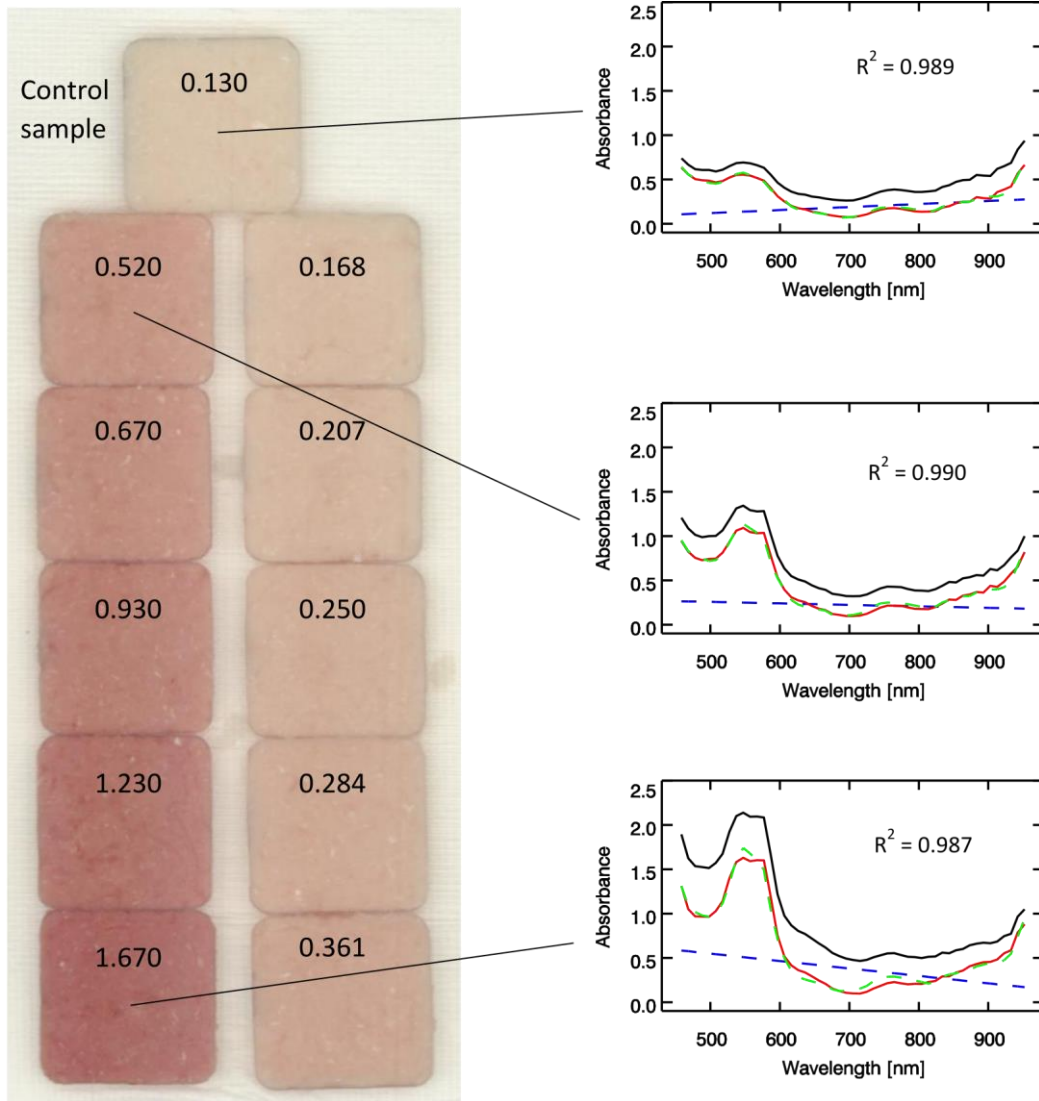 Control
sample
0.130
0.520
0.168
0.670
0.207
0.930
0.250
1.230
0.284
1.670
0.361
2.5
2.0
1.5
1.0
0.5
0.0
Absorbance
R² = 0.989
500 600 700 800 900
Wavelength [nm]
2.5
2.0
1.5
1.0
0.5
0.0
Absorbance
R² = 0.990
500 600 700 800 900
Wavelength [nm]
2.5
2.0
1.5
1.0
0.5
0.0
Absorbance
R² = 0.987
500 600 700 800 900
Wavelength [nm]